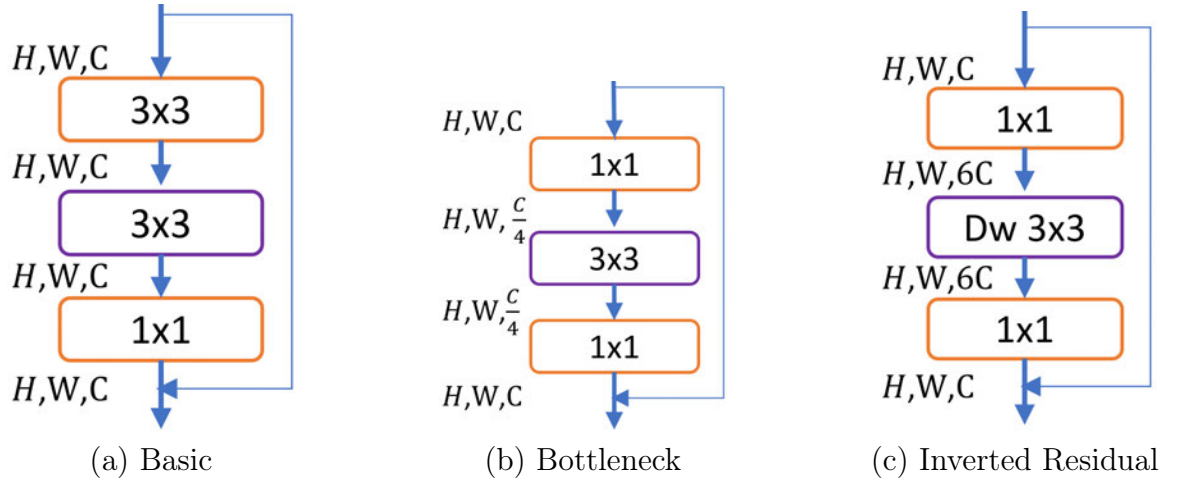 H,W,C
3x3
H,W,C
3x3
H,W,C
1x1
H,W,C
(a) Basic
H,W,C
1x1
H,W, C/4
3x3
H,W, C/4
1x1
H,W,C
(b) Bottleneck
H,W,C
1x1
H,W,6C
Dw 3x3
H,W,6C
1x1
H,W,C
(c) Inverted Residual